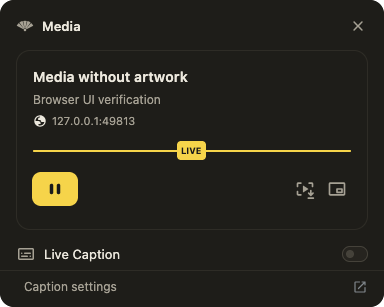 Media
Media without artwork
Browser UI verification
127.0.0.1:49813
LIVE
Live Caption
Caption settings